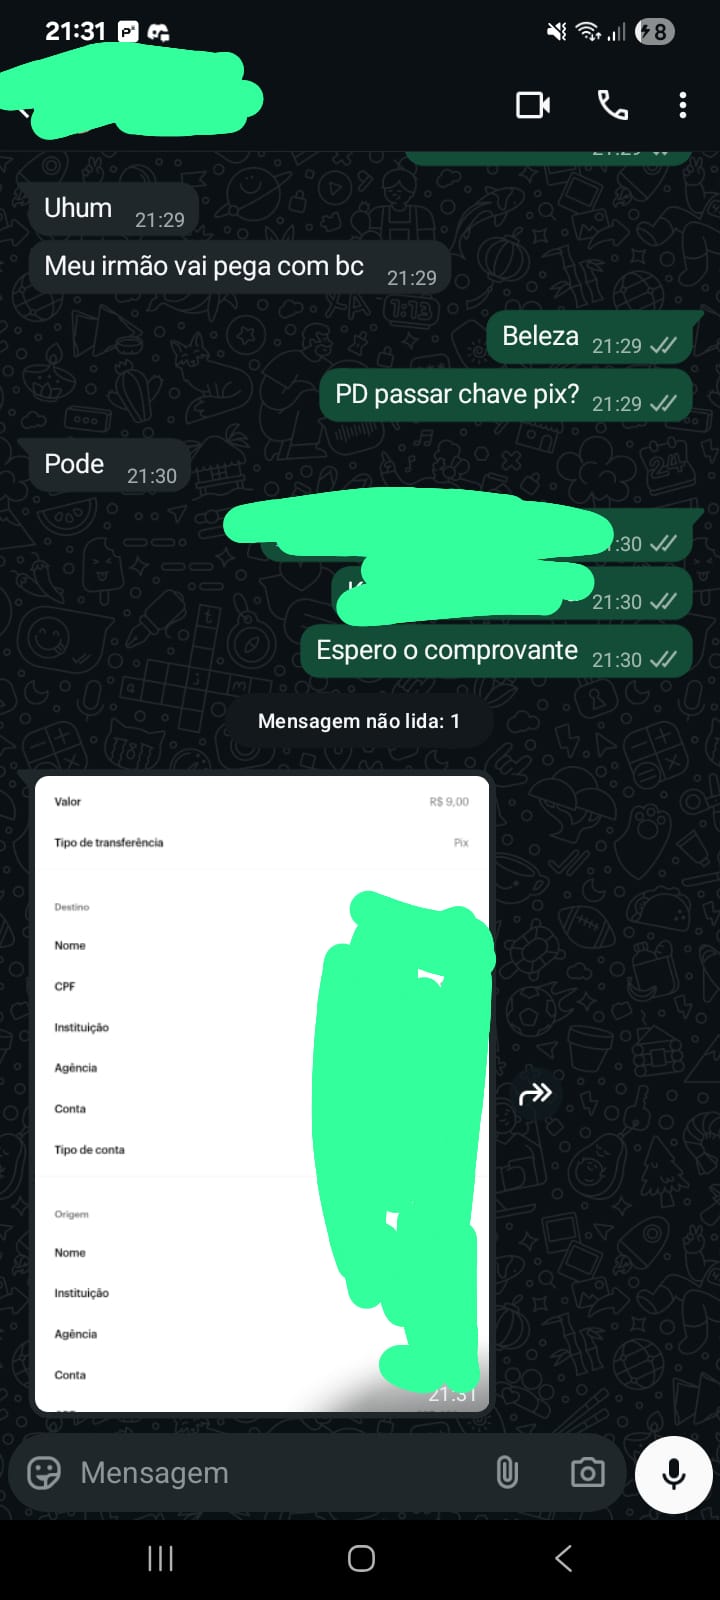 21:31
8
21:29
Uhum 21:29
Meu irmão vai pega com bc 21:29
Beleza 21:29
PD passar chave pix? 21:29
Pode 21:30
:30
21:30
Espero o comprovante 21:30
Mensagem não lida: 1
Valor R$ 9,00
Tipo de transferência Pix
Destino
Nome
CPF
Instituição
Agência
Conta
Tipo de conta
Origem
Nome
Instituição
Agência
Conta
21:31
Mensagem